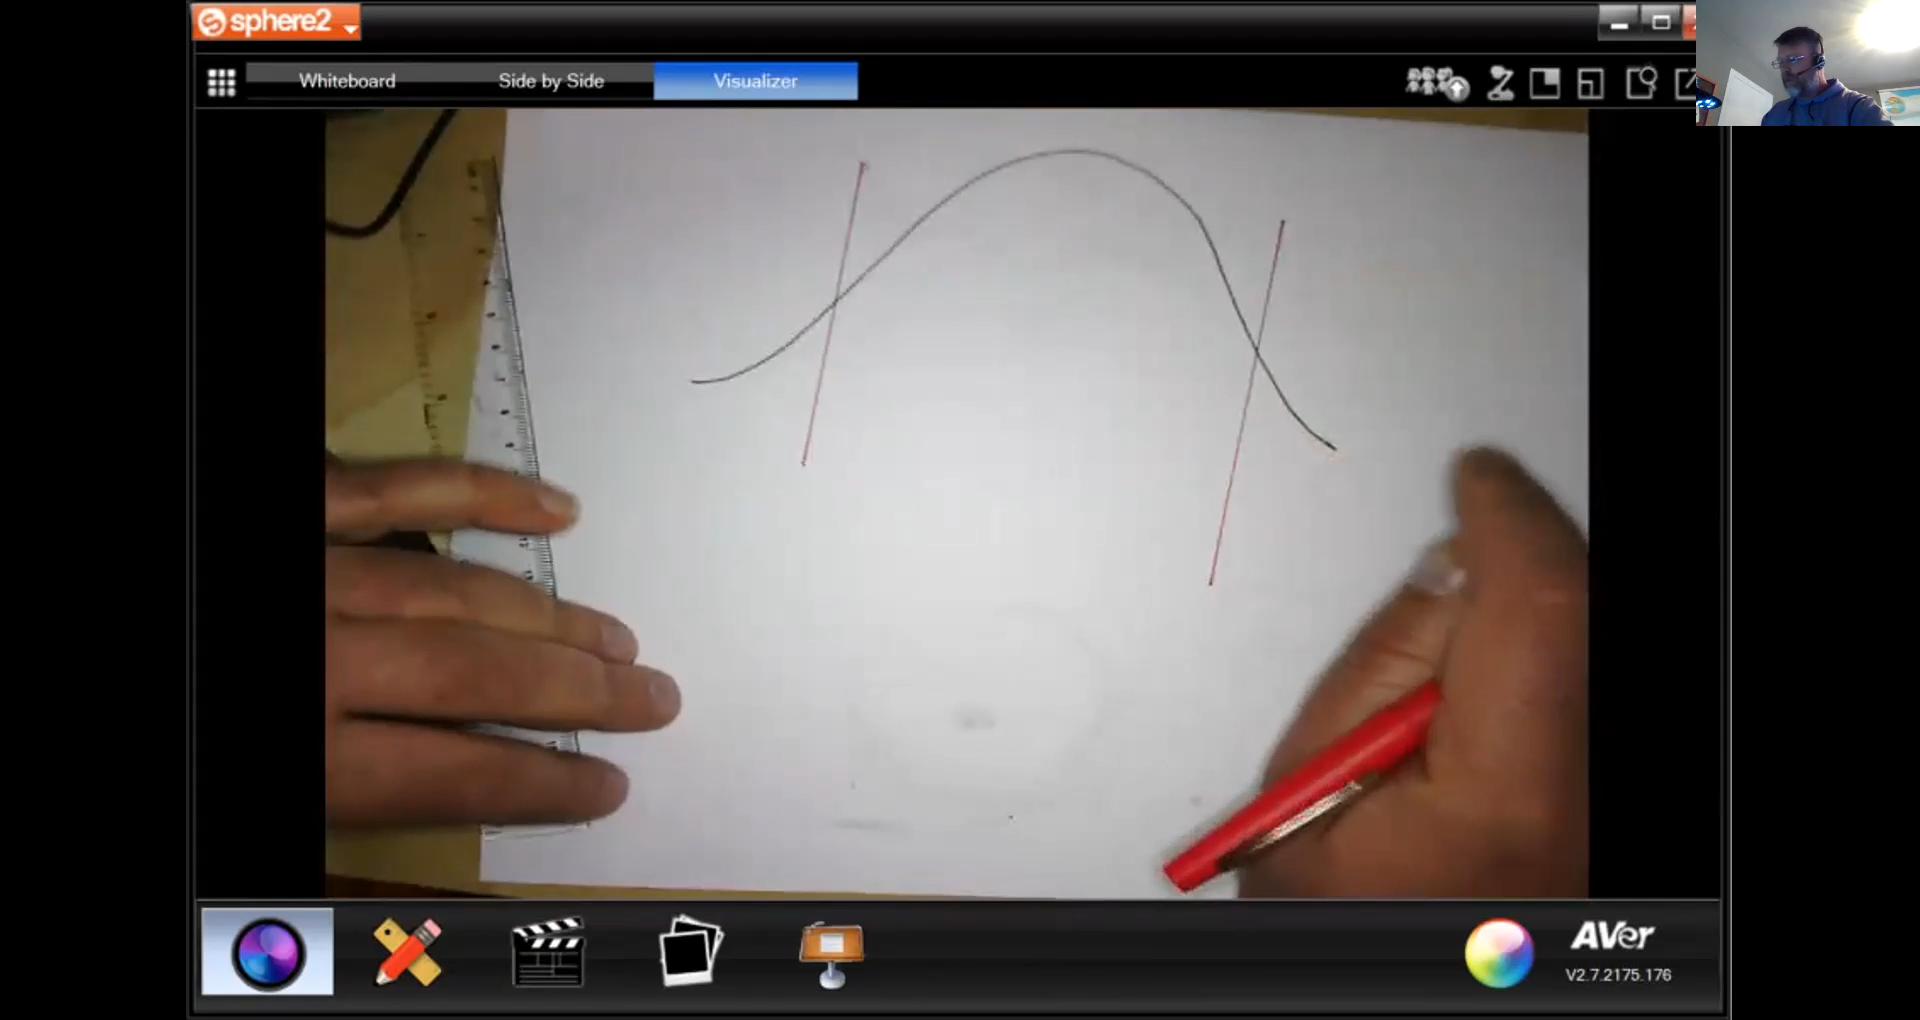 sphere2
Whiteboard
Side by Side
Visualizer
AVer
V2.7.2175.176